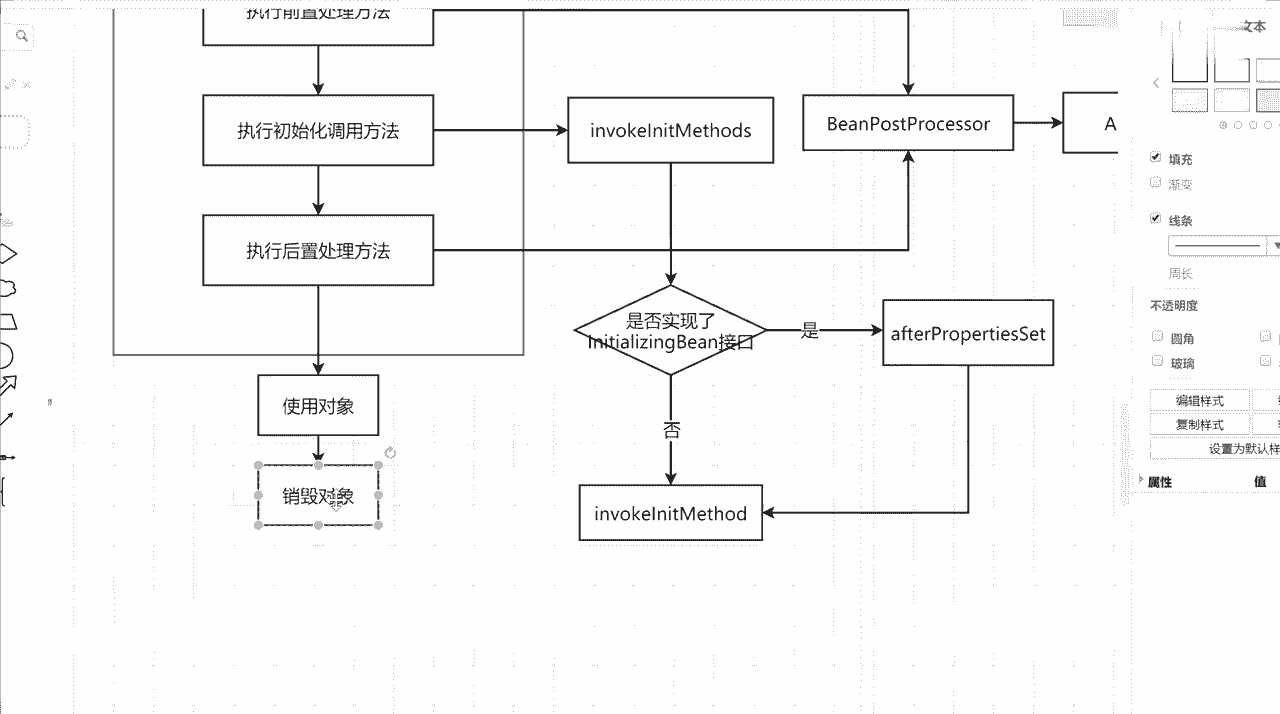 执行前置处理方法
文本
执行初始化调用方法
invokeInitMethods
BeanPostProcessor
A
填充
渐变
线条
执行后置处理方法
周长
不透明度
是否实现了
InitializingBean接口
是
afterPropertiesSet
圆角
玻璃
使用对象
编辑样式
复制样式
否
设置为默认样
属性
值
销毁对象
invokeInitMethod